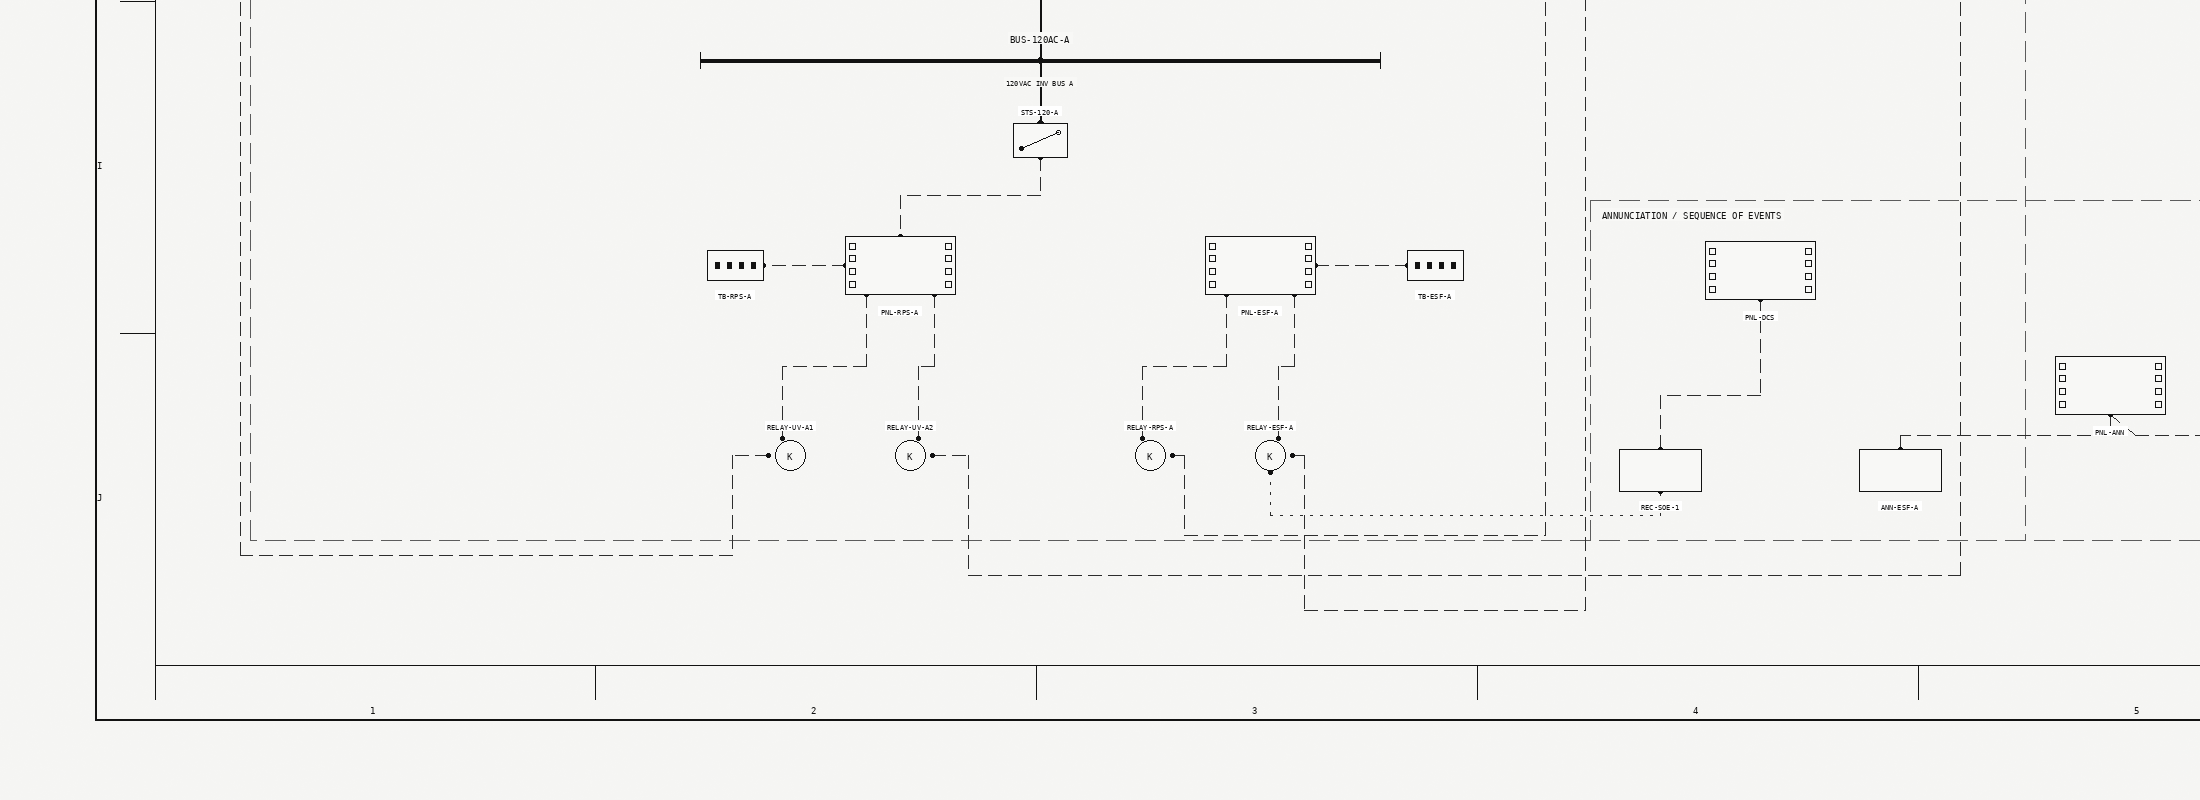 BUS-120AC-A
120VAC INV BUS A
STS-120-A
I
ANNUNCIATION / SEQUENCE OF EVENTS
TB-RPS-A
TB-ESF-A
PNL-RPS-A
PNL-ESF-A
PNL-DCS
RELAY-UV-A1
RELAY-UV-A2
RELAY-RPS-A
RELAY-ESF-A
PNL-ANN
K
K
K
K
J
REC-SOE-1
ANN-ESF-A
1
2
3
4
5